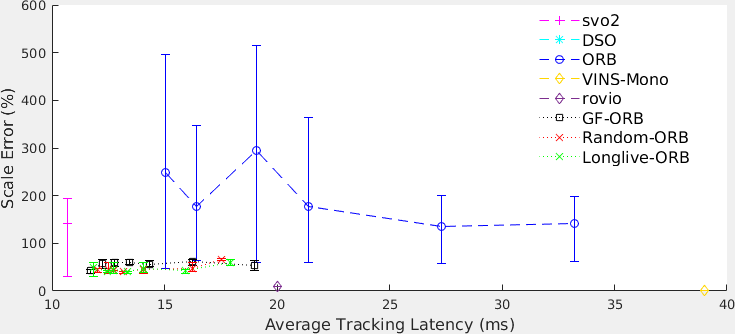 600
500
400
300
200
100
0
Scale Error (%)
10
15
20
25
30
35
40
Average Tracking Latency (ms)
svo2
DSO
ORB
VINS-Mono
rovio
GF-ORB
Random-ORB
Longlive-ORB